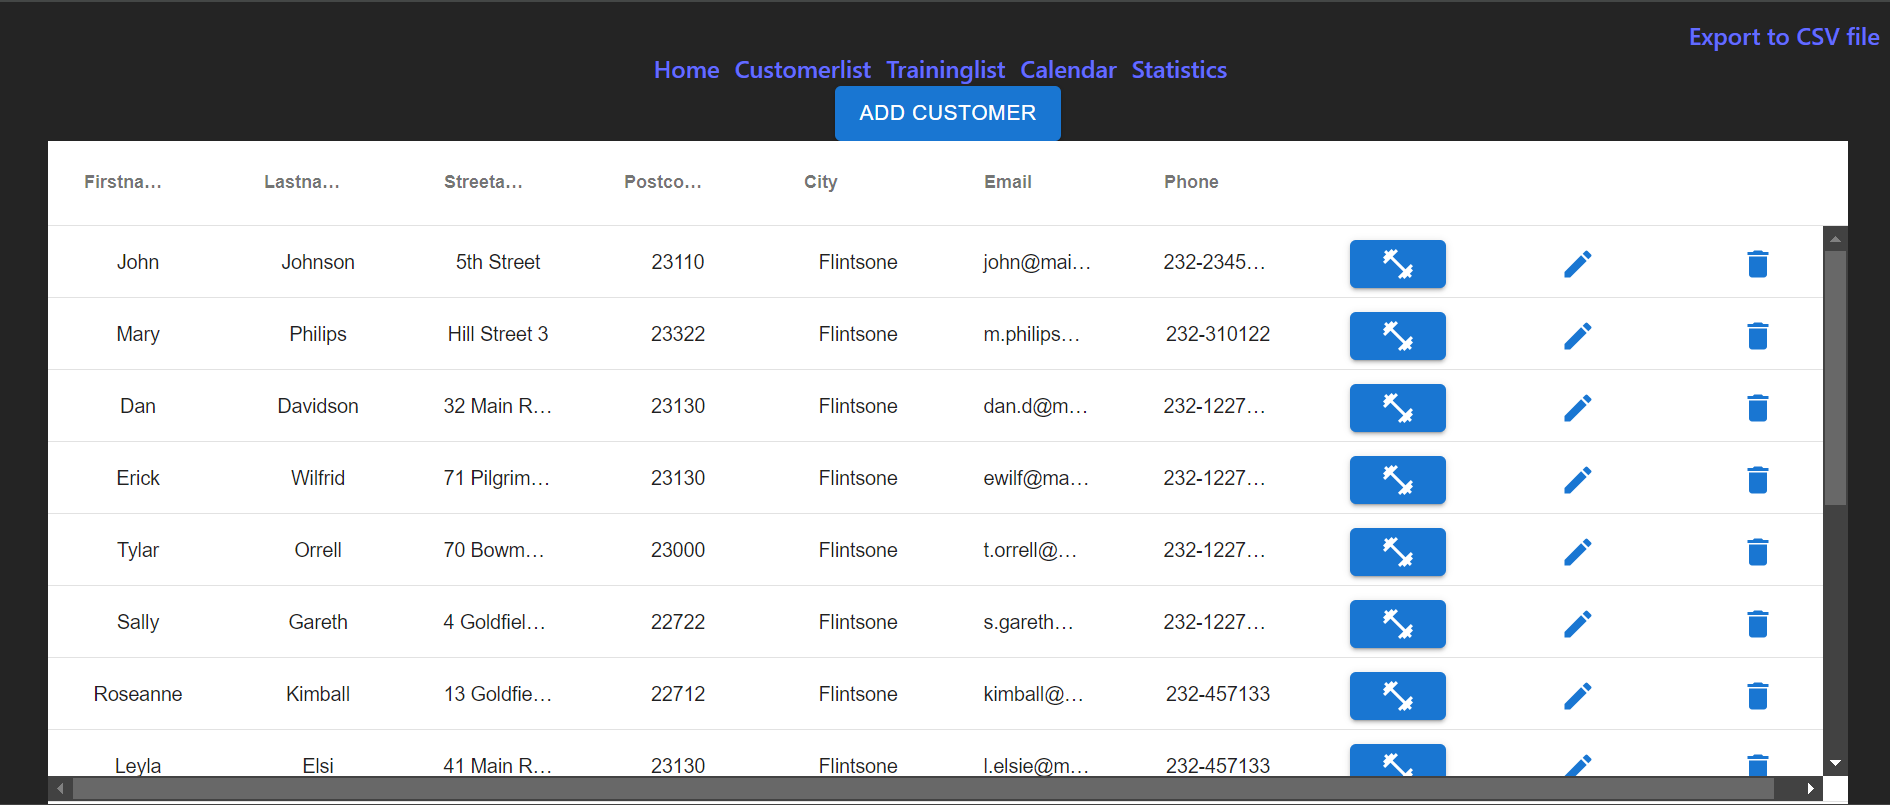 Export to CSV file
Home Customerlist Traininglist Calendar Statistics
ADD CUSTOMER
Firstna… Lastna… Streeta… Postco… City Email Phone
John Johnson 5th Street 23110 Flintsone john@mai… 232-2345…
Mary Philips Hill Street 3 23322 Flintsone m.philips… 232-310122
Dan Davidson 32 Main R… 23130 Flintsone dan.d@m… 232-1227…
Erick Wilfrid 71 Pilgrim… 23130 Flintsone ewilf@ma… 232-1227…
Tylar Orrell 70 Bowm… 23000 Flintsone t.orrell@… 232-1227…
Sally Gareth 4 Goldfiel… 22722 Flintsone s.gareth… 232-1227…
Roseanne Kimball 13 Goldfie… 22712 Flintsone kimball@… 232-457133
Leyla Elsi 41 Main R… 23130 Flintsone l.elsie@m… 232-457133